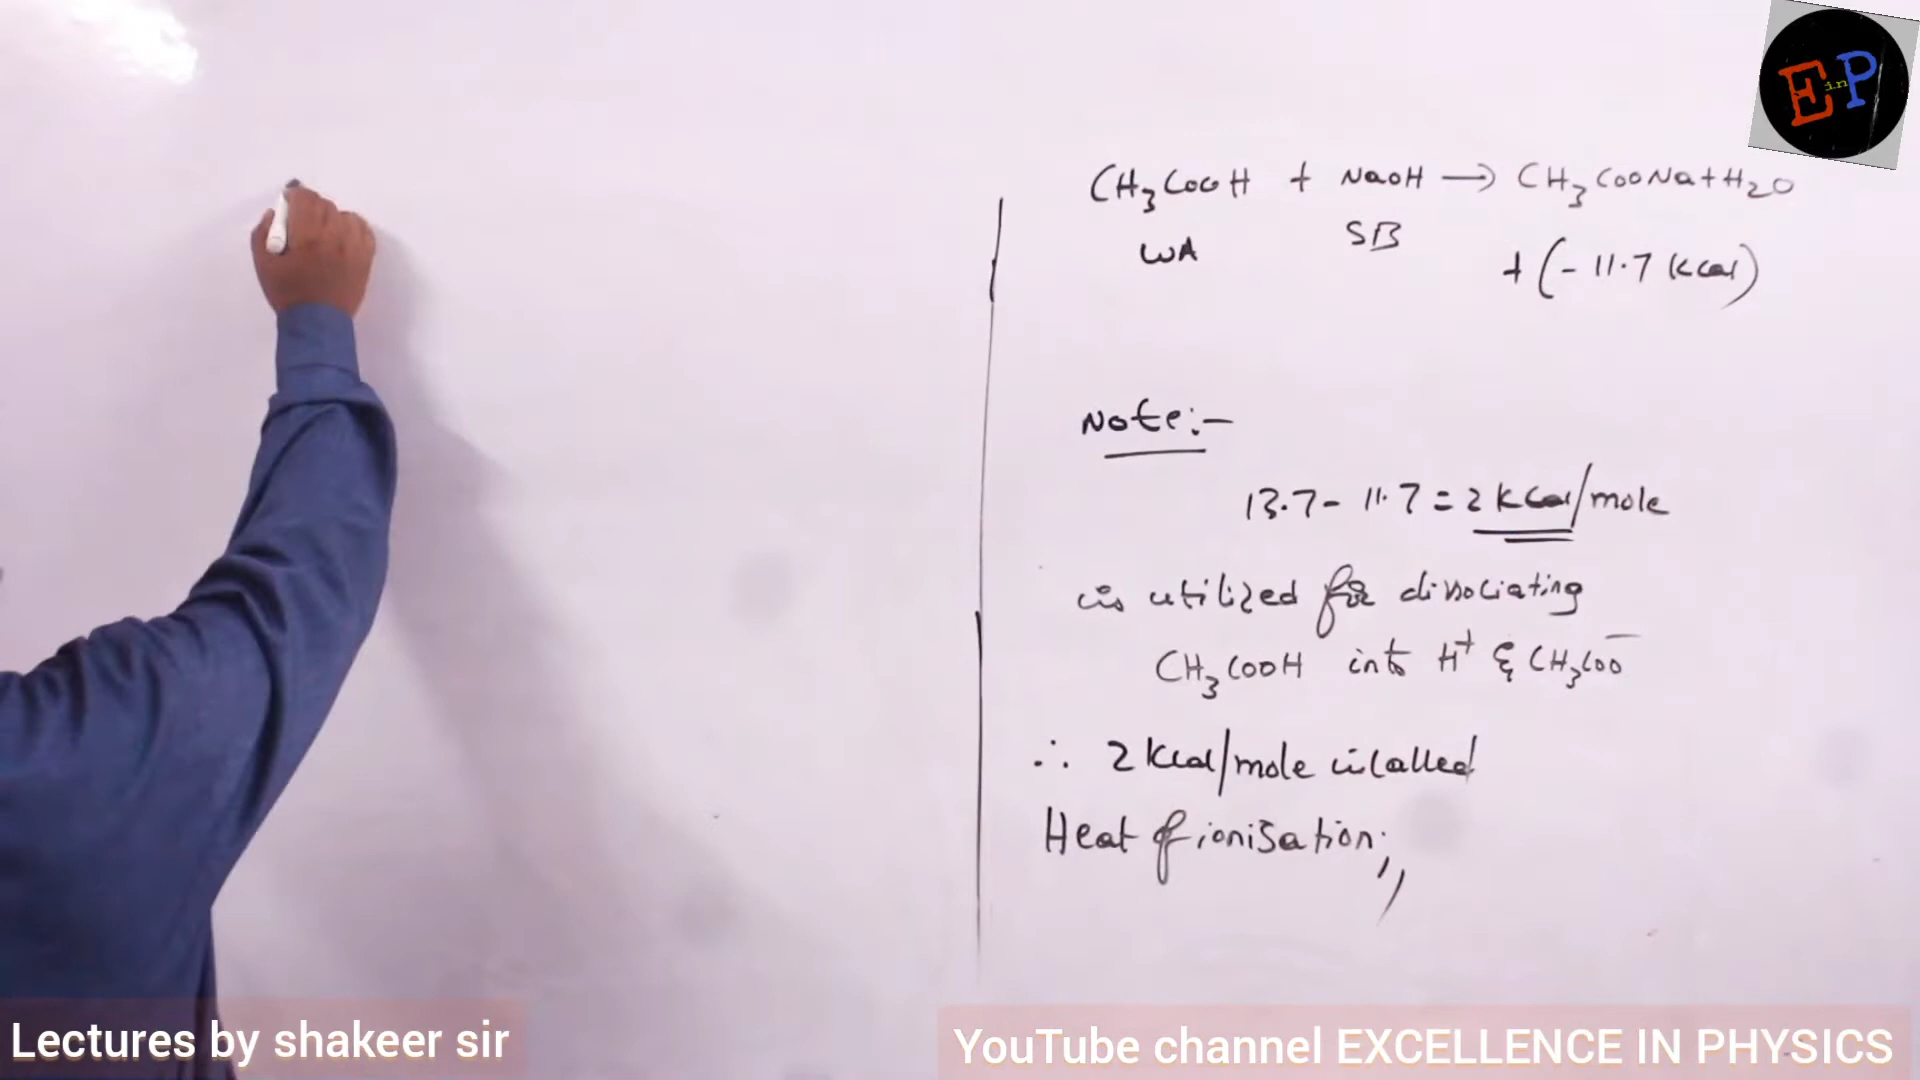 E in P
CH₃COOH + NaOH → CH₃COONa + H₂O
WA SB
+ (- 11.7 kcal)
Note:-
13.7 - 11.7 = 2 kcal/mole
is utilized for dissociating
CH₃COOH into H⁺ & CH₃COO⁻
∴ 2 kcal/mole is called
Heat of ionisation,,
Lectures by shakeer sir
YouTube channel EXCELLENCE IN PHYSICS